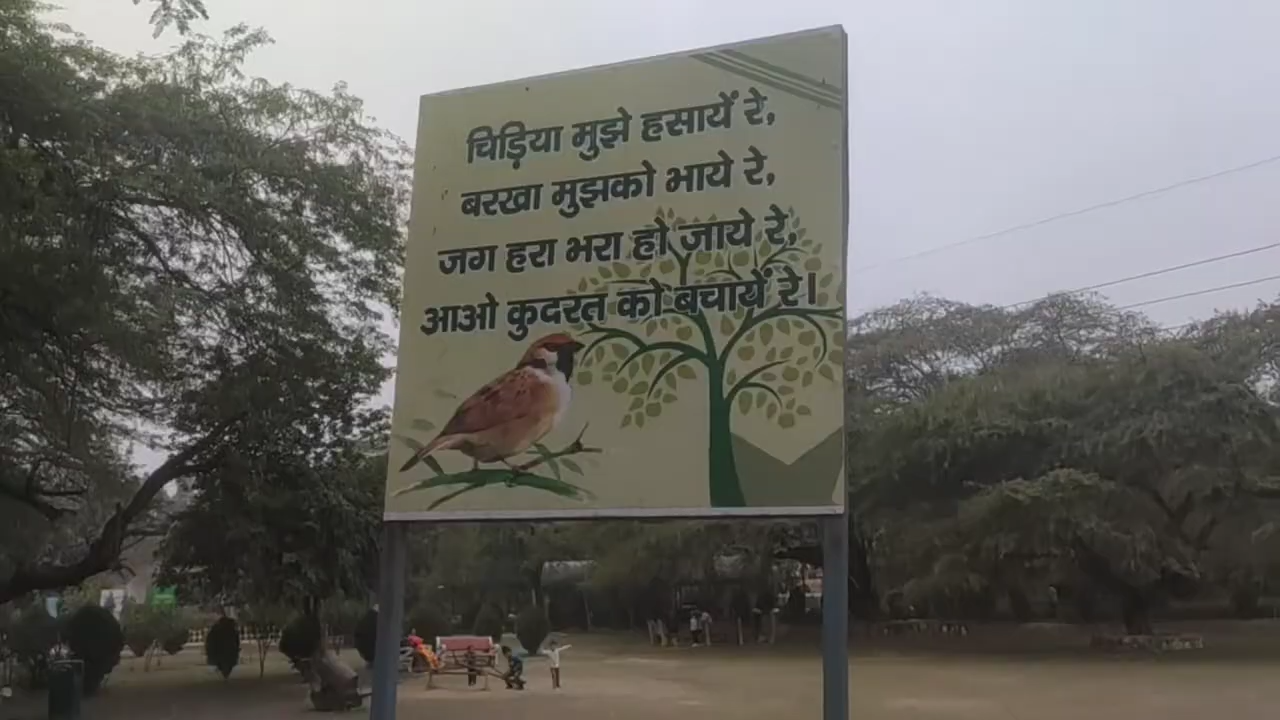 चिड़िया मुझे हसायें रे,
बरखा मुझको भाये रे,
जग हरा भरा हो जाये रे,
आओ कुदरत को बचायें रे।